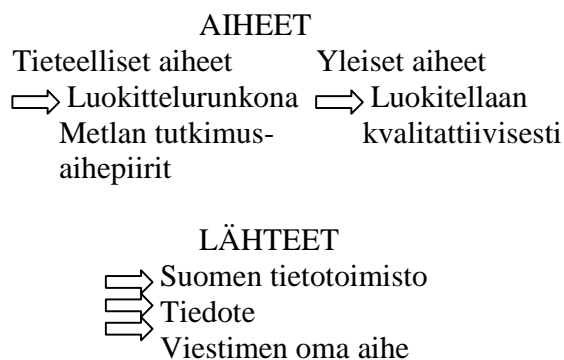 AIHEET
Tieteelliset aiheet Yleiset aiheet
Luokittelurunkona Luokitellaan
Metlan tutkimus- kvalitattiivisesti
aihepiirit
LÄHTEET
Suomen tietotoimisto
Tiedote
Viestimen oma aihe